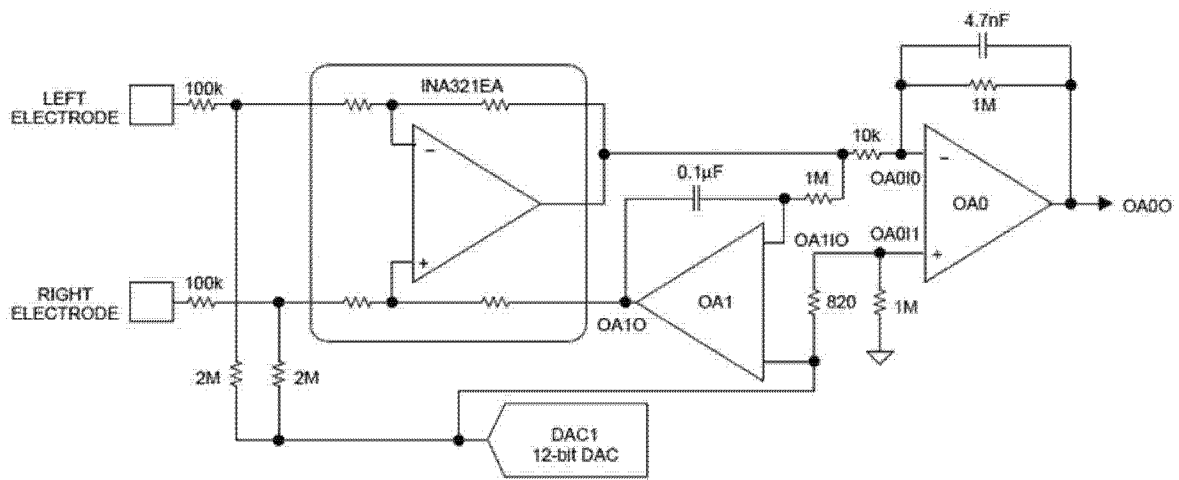 4.7nF
INA321EA
100k
LEFT
ELECTRODE
1M
10k
0.1µF
1M
OA0I0
OA0
OA0O
OA1IO
OA0I1
100k
RIGHT
ELECTRODE
OA1
820
1M
OA1O
2M
2M
DAC1
12-bit DAC